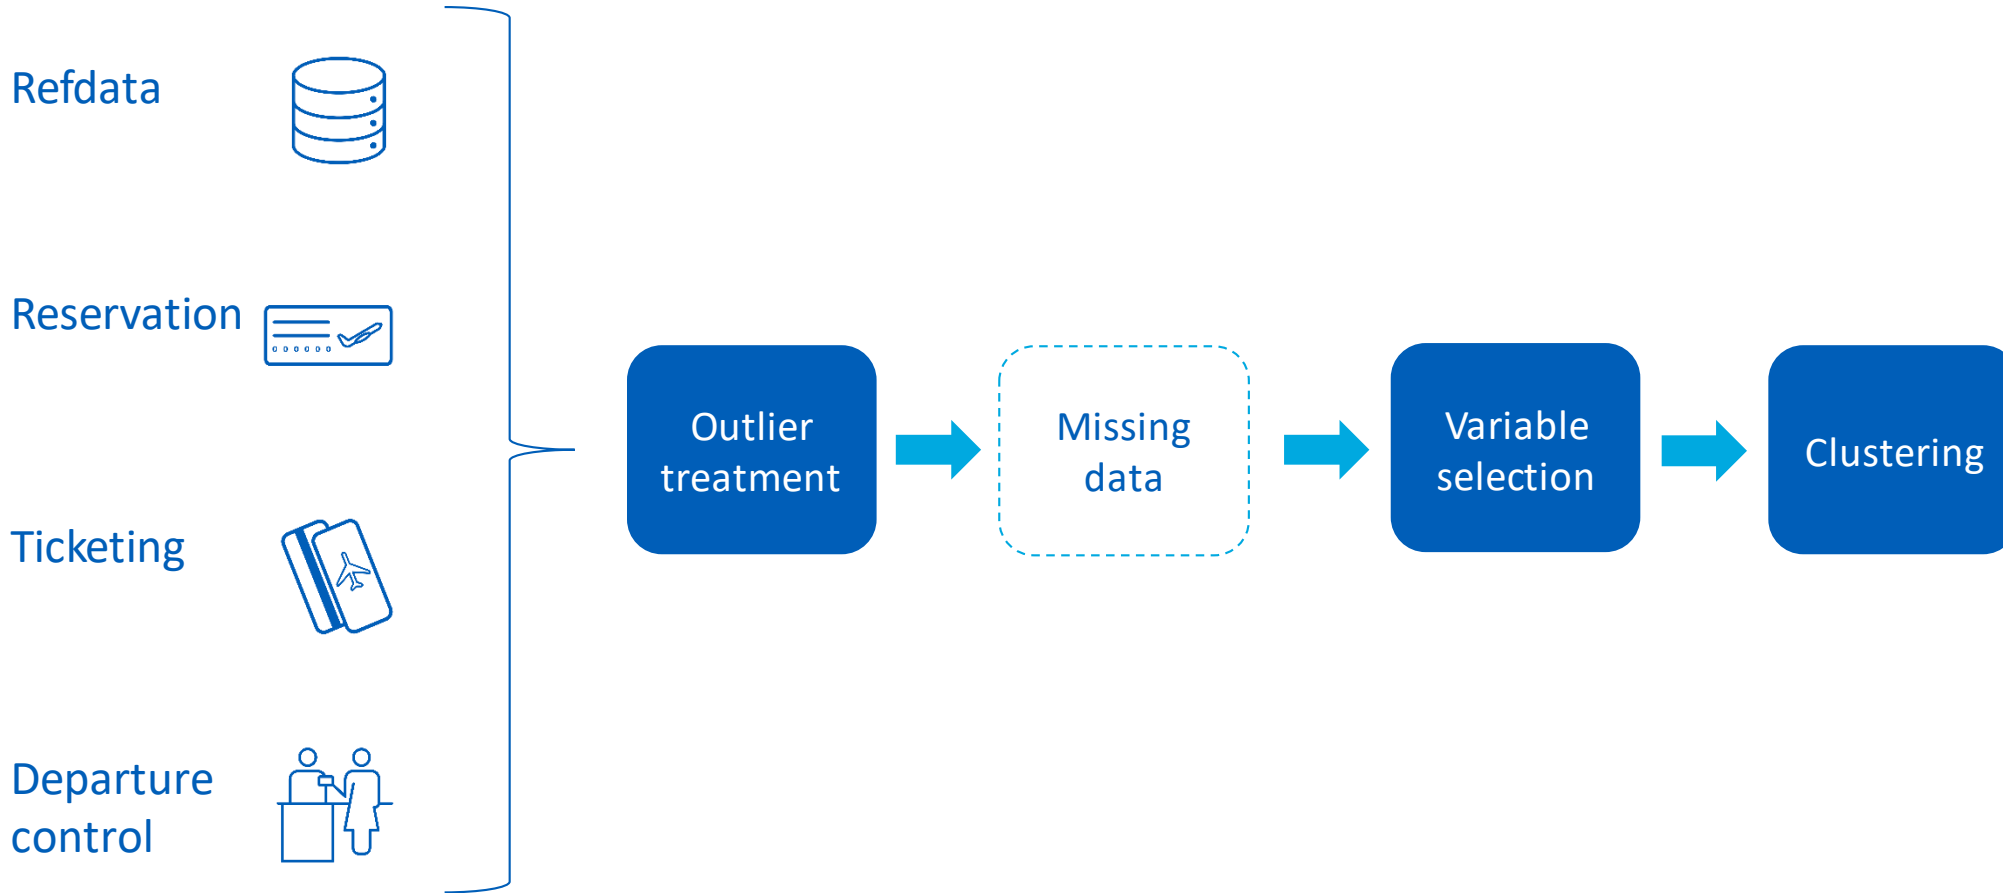 Refdata
Reservation
Ticketing
Departure
control
Outlier
treatment
Missing
data
Variable
selection
Clustering